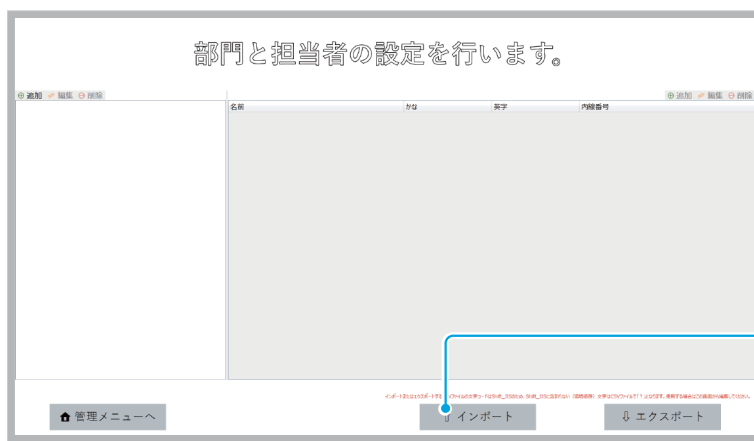 部門と担当者の設定を行います。
追加 編集 削除
追加 編集 削除
名前 かな 英字 内線番号
管理メニューへ
インポート
エクスポート